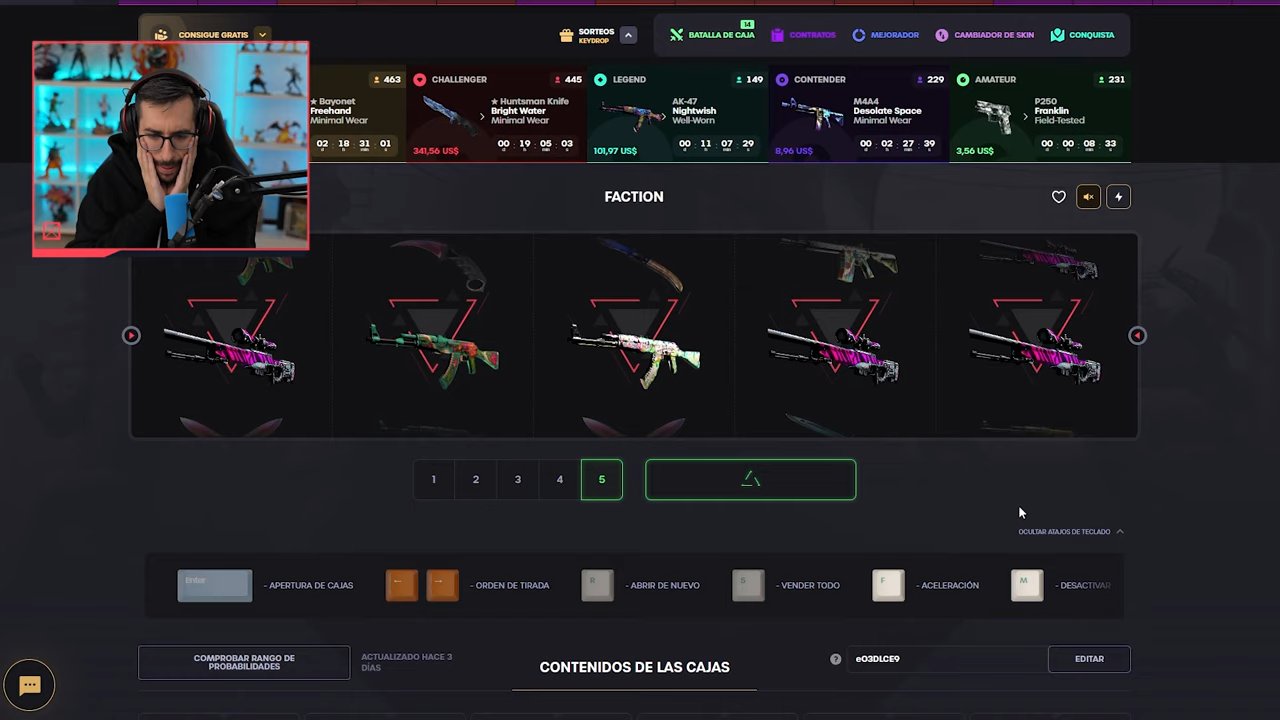 CONSIGUE GRATIS
SORTEOS
KEYDROP
14
BATALLA DE CAJA
CONTRATOS
MEJORADOR
CAMBIADOR DE SKIN
CONQUISTA
463
★ Bayonet
Freehand
Minimal Wear
02 18 31 01
CHALLENGER
445
★ Huntsman Knife
Bright Water
Minimal Wear
341,56 US$
00 19 05 03
LEGEND
149
AK-47
Nightwish
Well-Worn
101,97 US$
00 11 07 29
CONTENDER
229
M4A4
Desolate Space
Minimal Wear
8,96 US$
00 02 27 39
AMATEUR
231
P250
Franklin
Field-Tested
3,56 US$
00 00 08 33
FACTION
1 2 3 4 5
OCULTAR ATAJOS DE TECLADO
Enter - APERTURA DE CAJAS
← → - ORDEN DE TIRADA
R - ABRIR DE NUEVO
S - VENDER TODO
F - ACELERACIÓN
M - DESACTIVAR
COMPROBAR RANGO DE
PROBABILIDADES
ACTUALIZADO HACE 3
DÍAS
CONTENIDOS DE LAS CAJAS
? eO3DLCE9
EDITAR